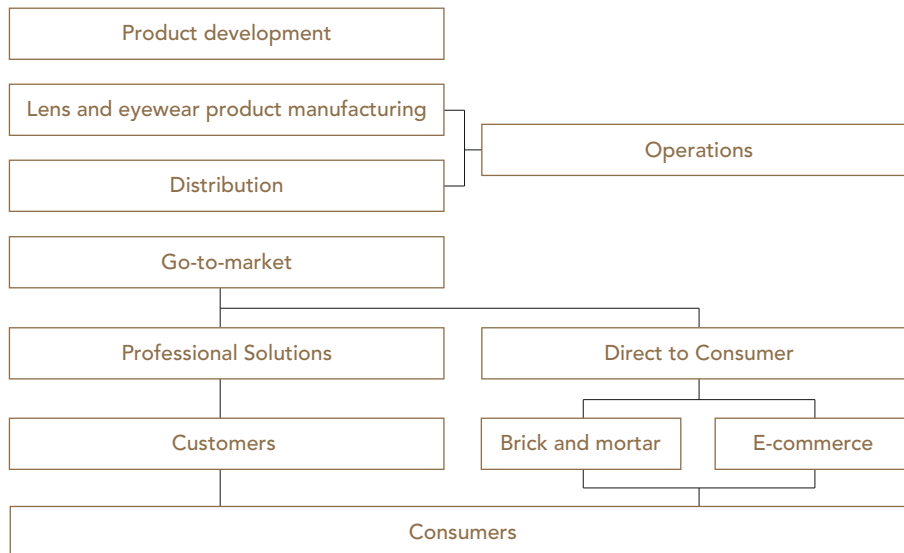 Product development
Lens and eyewear product manufacturing
Operations
Distribution
Go-to-market
Professional Solutions
Direct to Consumer
Customers
Brick and mortar
E-commerce
Consumers